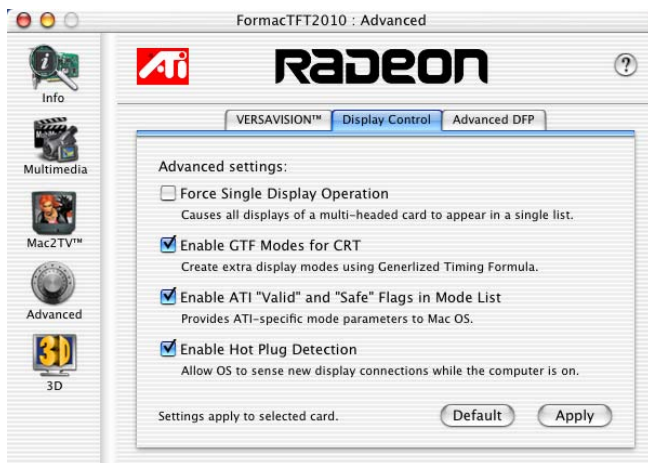 FormacTFT2010 : Advanced
Info
Multimedia
Mac2TV™
Advanced
3D
3D
ATi RADEON
?
VERSAVISION™ Display Control Advanced DFP
Advanced settings:
Force Single Display Operation
Causes all displays of a multi-headed card to appear in a single list.
Enable GTF Modes for CRT
Create extra display modes using Generlized Timing Formula.
Enable ATI "Valid" and "Safe" Flags in Mode List
Provides ATI-specific mode parameters to Mac OS.
Enable Hot Plug Detection
Allow OS to sense new display connections while the computer is on.
Settings apply to selected card. Default Apply